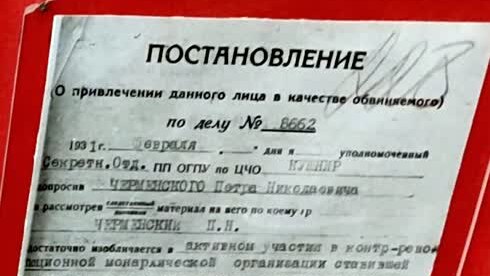 ПОСТАНОВЛЕНИЕ
(О привлечении данного лица в качестве обвиняемого)
по делу № 8662
1931 г. февраля " дня я уполномоченный
Секретн.Отд. ПП ОГПУ по ЦЧО КУШНИР
допросив ЧЕРМЕНСКОГО Петра Николаевича
и рассмотрев материал на него по коему гр
ЧЕРМЕНСКИЙ П.Н.
достаточно изобличается в активном участии в контр-рево
люционной монархической организации ставившей